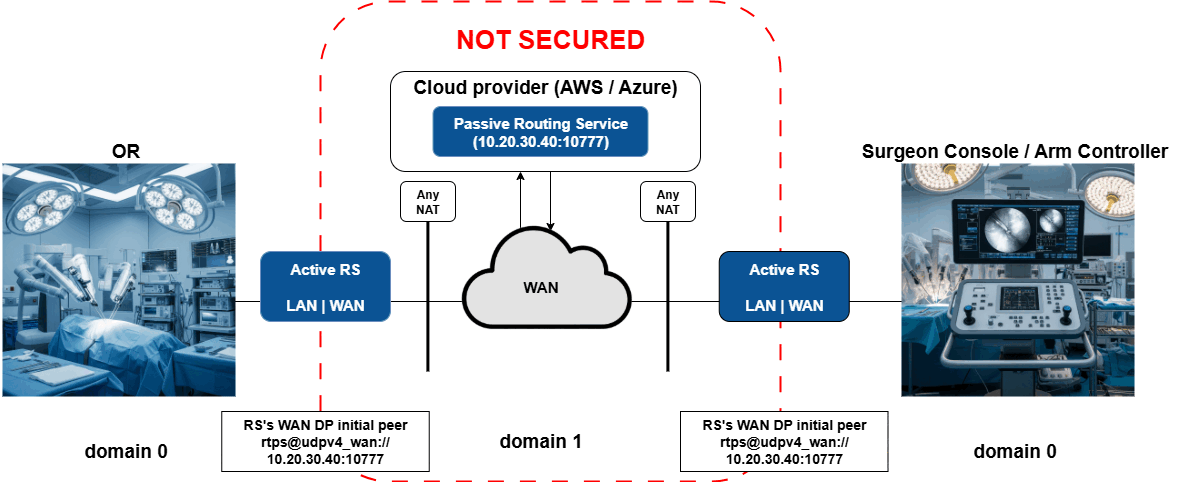 NOT SECURED
Cloud provider (AWS / Azure)
Passive Routing Service
(10.20.30.40:10777)
OR
Surgeon Console / Arm Controller
Any
NAT
Any
NAT
Active RS
LAN | WAN
WAN
Active RS
LAN | WAN
RS's WAN DP initial peer
rtps@udpv4_wan://
10.20.30.40:10777
RS's WAN DP initial peer
rtps@udpv4_wan://
10.20.30.40:10777
domain 0
domain 1
domain 0